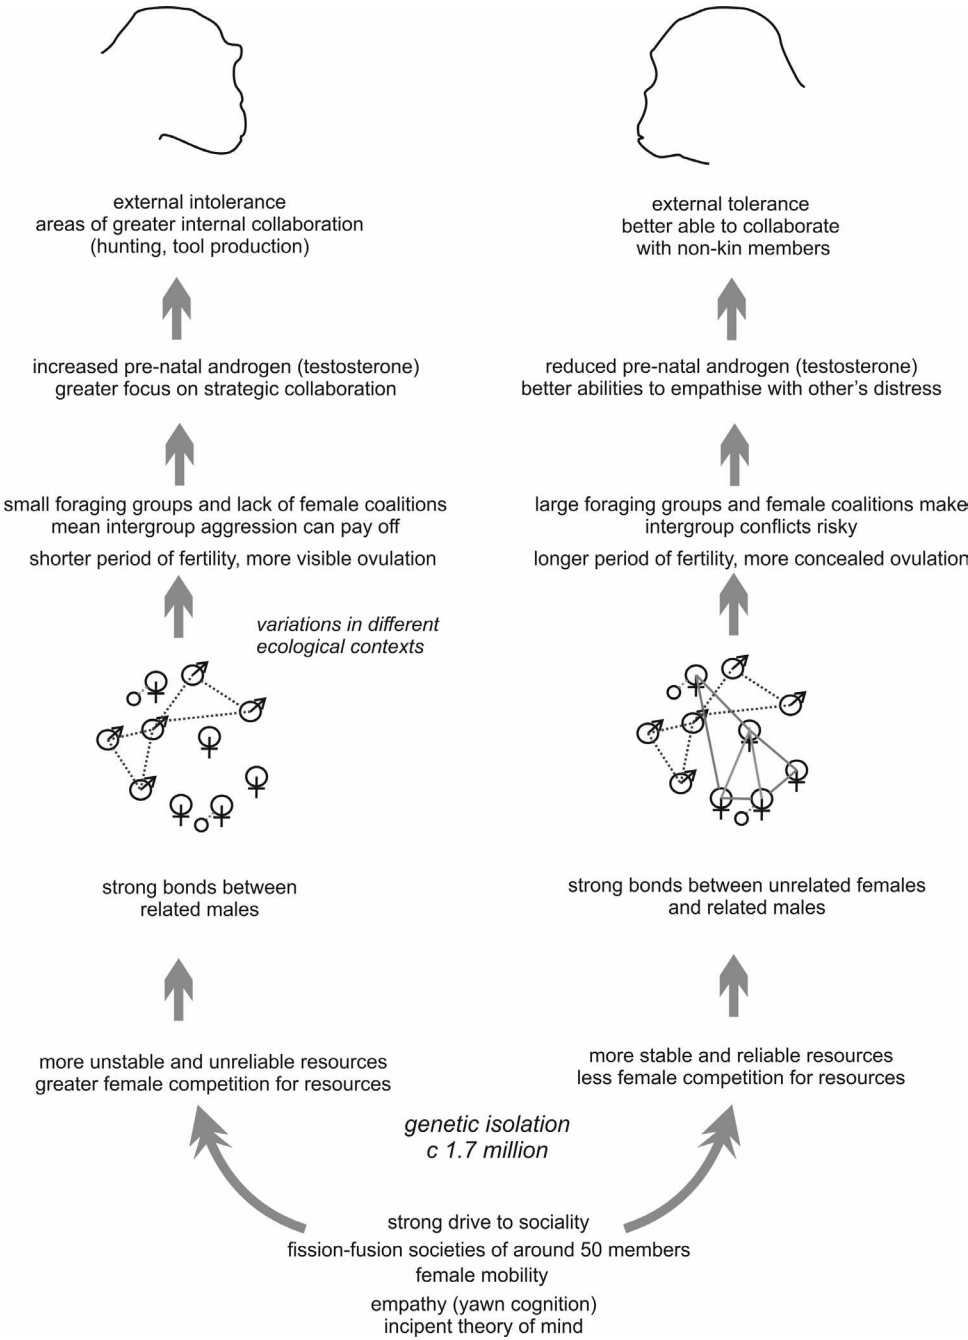 external intolerance
areas of greater internal collaboration
(hunting, tool production)
external tolerance
better able to collaborate
with non-kin members
increased pre-natal androgen (testosterone)
greater focus on strategic collaboration
reduced pre-natal androgen (testosterone)
better abilities to empathise with other's distress
small foraging groups and lack of female coalitions
mean intergroup aggression can pay off
shorter period of fertility, more visible ovulation
large foraging groups and female coalitions make
intergroup conflicts risky
longer period of fertility, more concealed ovulation
variations in different
ecological contexts
strong bonds between
related males
strong bonds between unrelated females
and related males
more unstable and unreliable resources
greater female competition for resources
more stable and reliable resources
less female competition for resources
genetic isolation
c 1.7 million
strong drive to sociality
fission-fusion societies of around 50 members
female mobility
empathy (yawn cognition)
incipent theory of mind